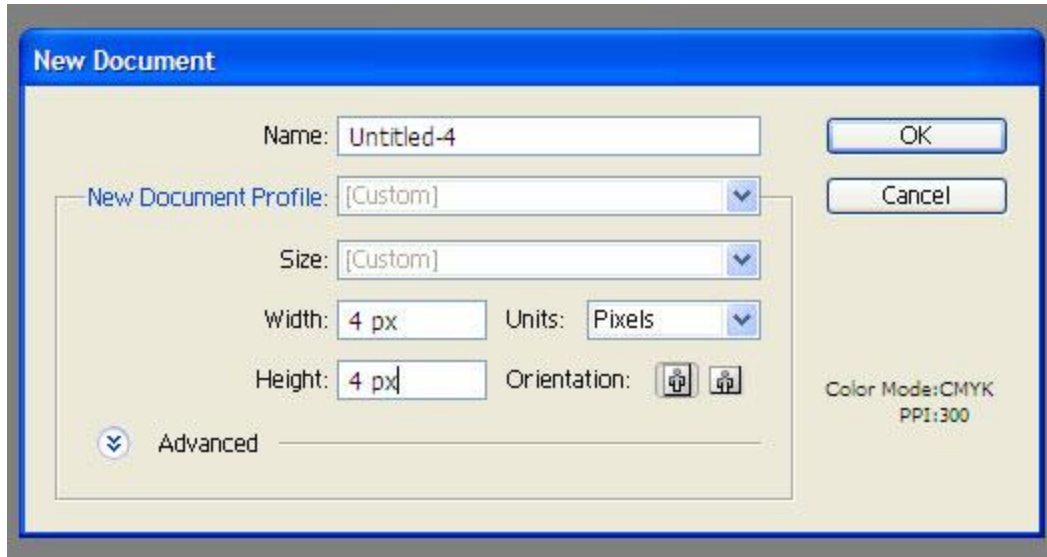 New Document
Name: Untitled-4
OK
New Document Profile: [Custom]
Cancel
Size: [Custom]
Width: 4 px Units: Pixels
Height: 4 px Orientation:
Color Mode:CMYK
PPI:300
Advanced